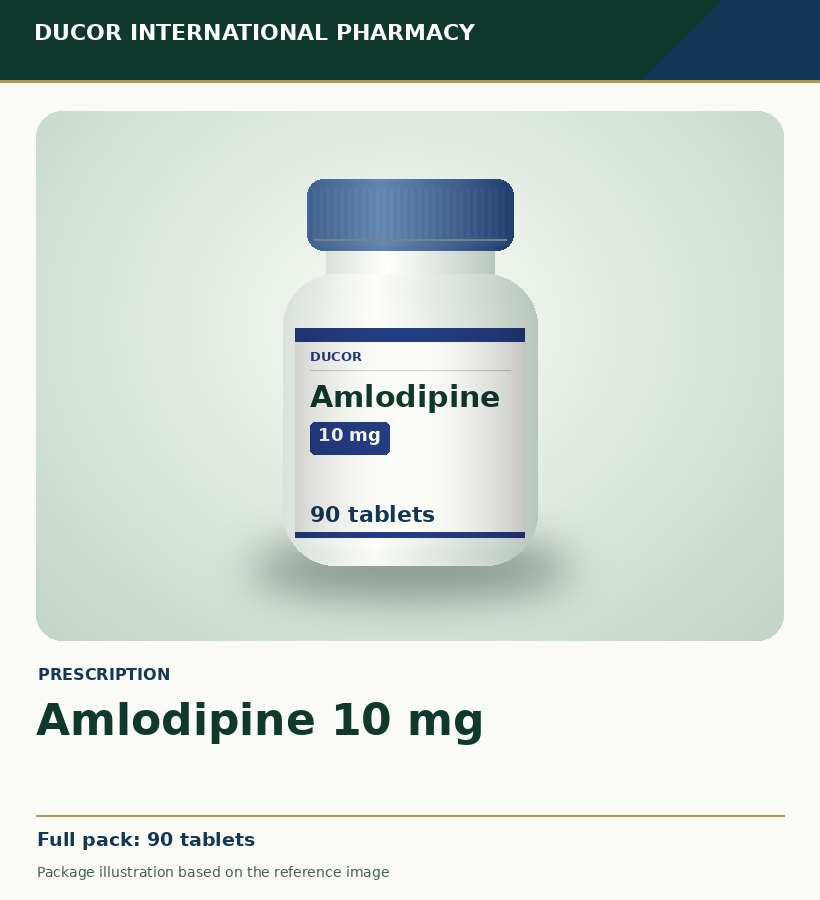 DUCOR INTERNATIONAL PHARMACY
DUCOR
Amlodipine
10 mg
90 tablets
PRESCRIPTION
Amlodipine 10 mg
Full pack: 90 tablets
Package illustration based on the reference image